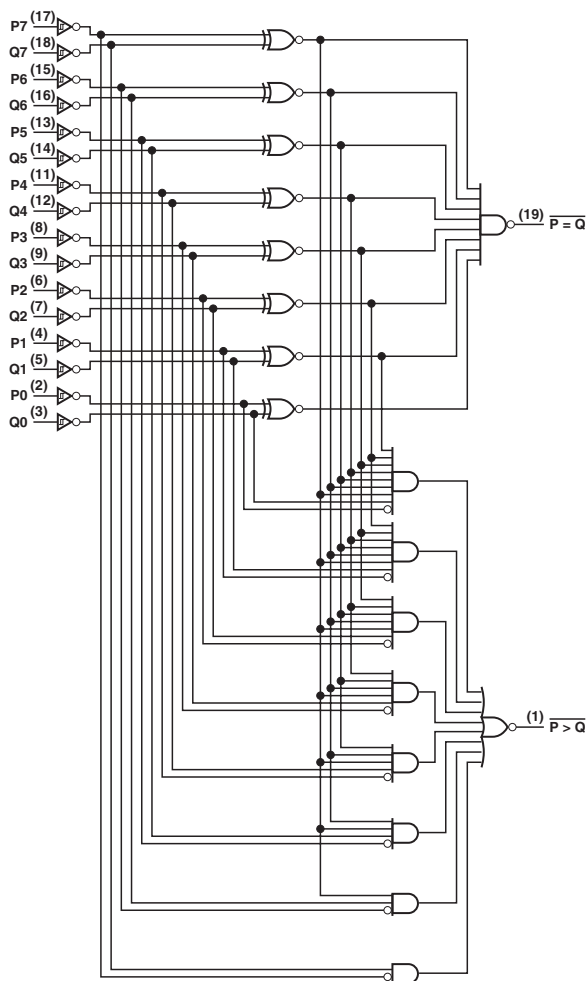 P7 (17)
Q7 (18)
P6 (15)
Q6 (16)
P5 (13)
Q5 (14)
P4 (11)
Q4 (12)
P3 (8)
Q3 (9)
P2 (6)
Q2 (7)
P1 (4)
Q1 (5)
P0 (2)
Q0 (3)
(19) P = Q
(1) P > Q